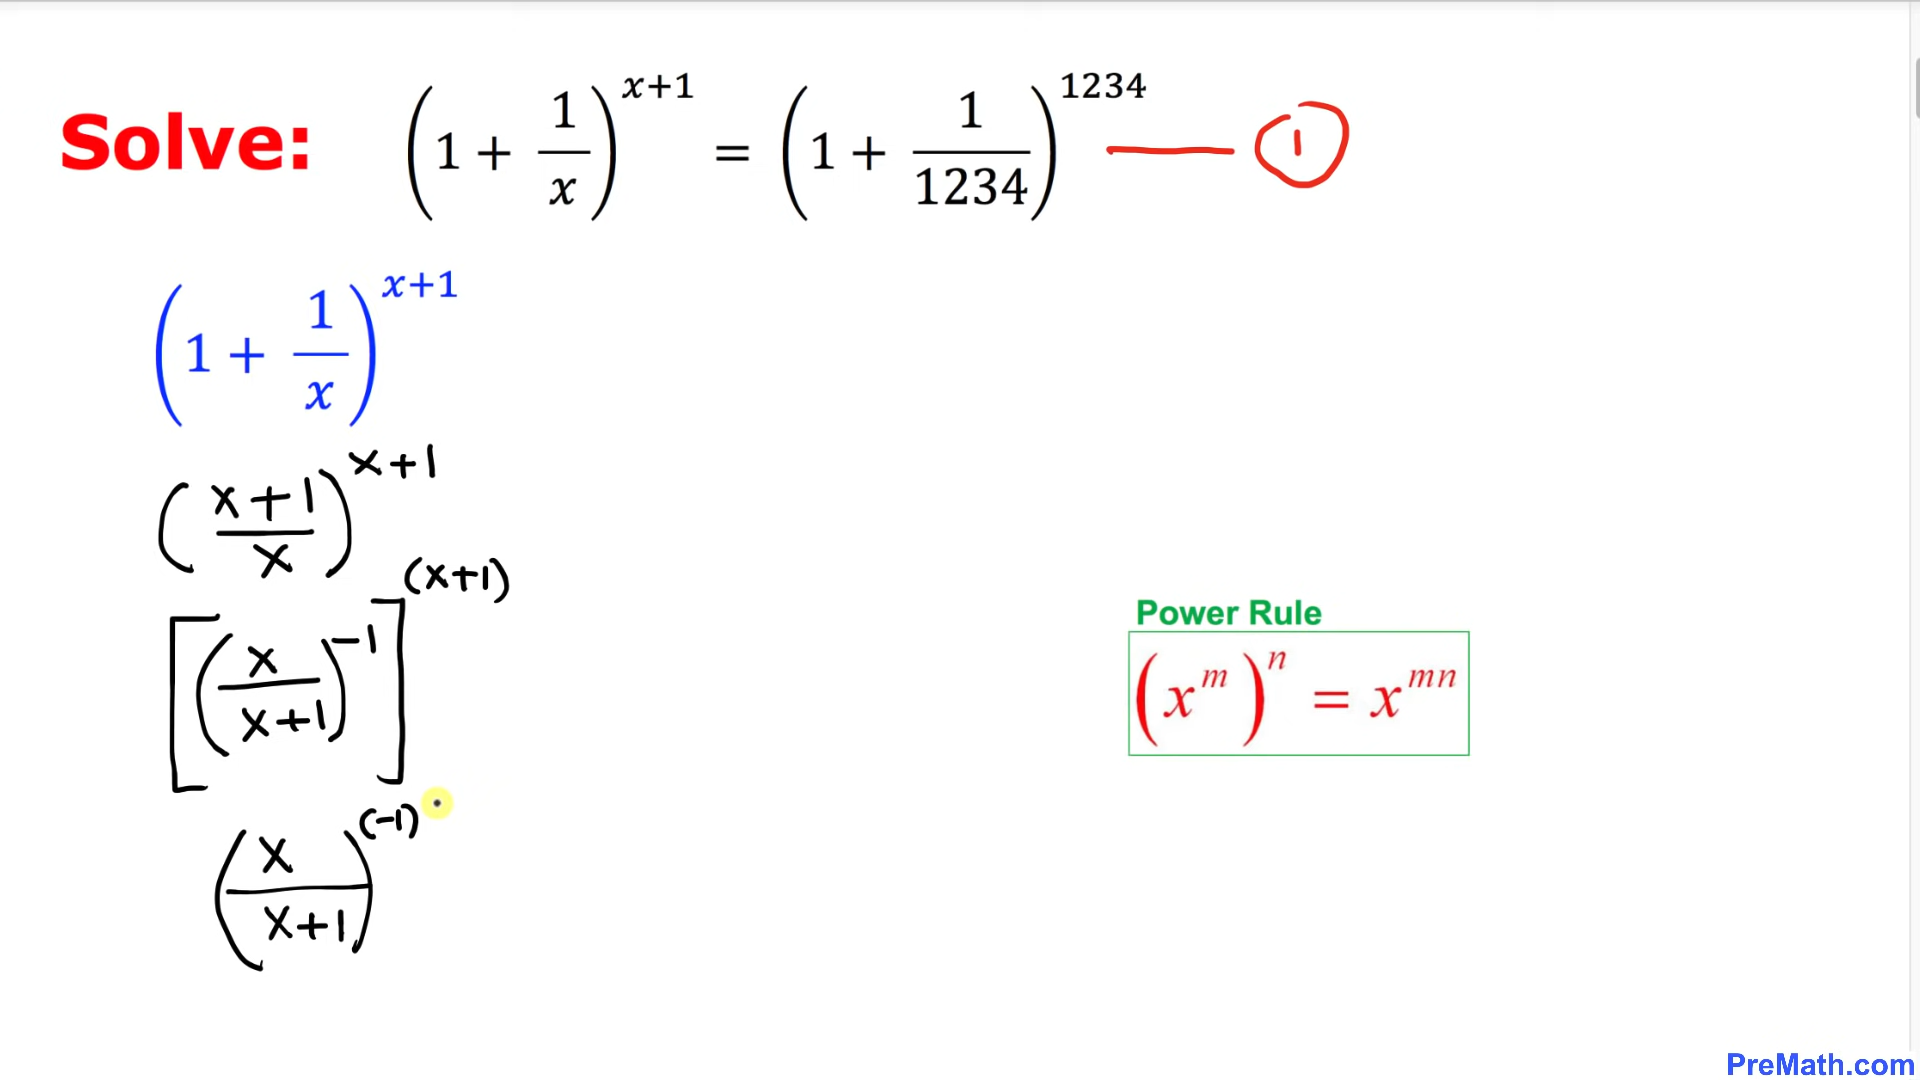 Solve: (1 + 1/x)^(x+1) = (1 + 1/1234)^1234 — ①
(1 + 1/x)^(x+1)
((x+1)/x)^(x+1)
[(x/(x+1))^-1]^(x+1)
(x/(x+1))^(-1)
Power Rule
(x^m)^n = x^mn
PreMath.com